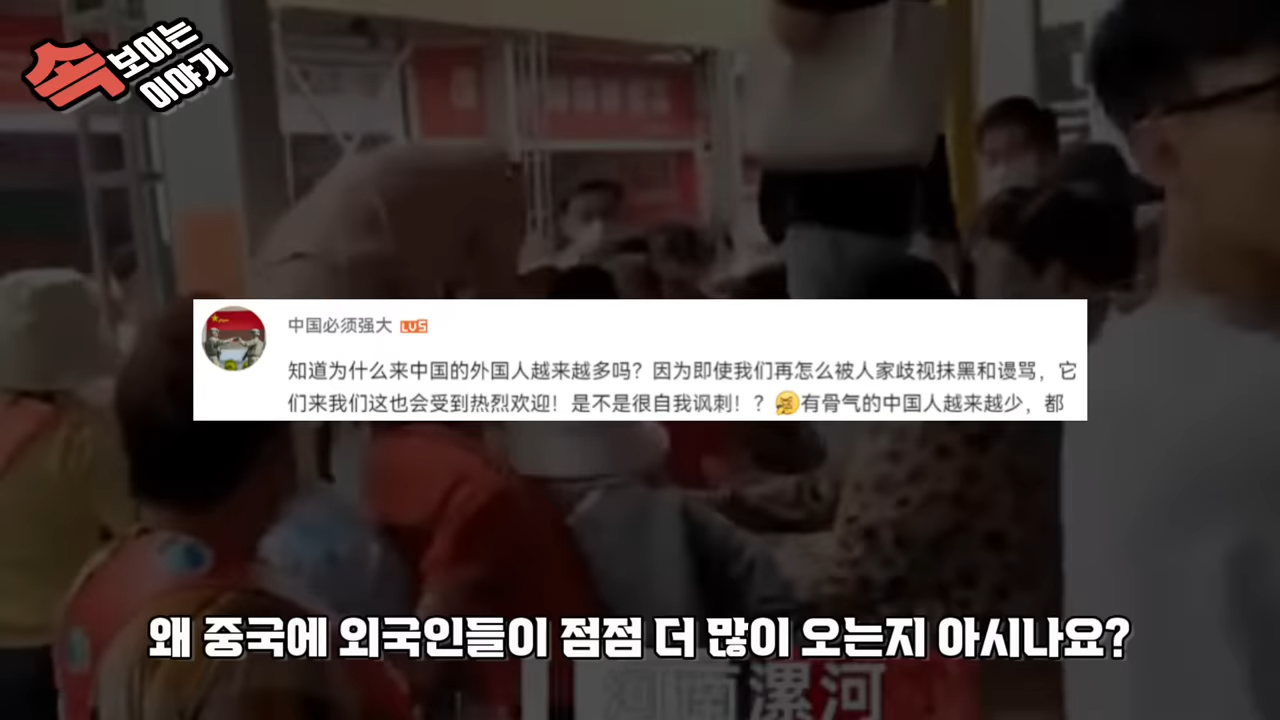 속
보이는
이야기
中国必须强大 LV5
知道为什么来中国的外国人越来越多吗？因为即使我们再怎么被人家歧视抹黑和谩骂，它
们来我们这也会受到热烈欢迎！是不是很自我讽刺！？有骨气的中国人越来越少，都
왜 중국에 외국인들이 점점 더 많이 오는지 아시나요?
河南漯河